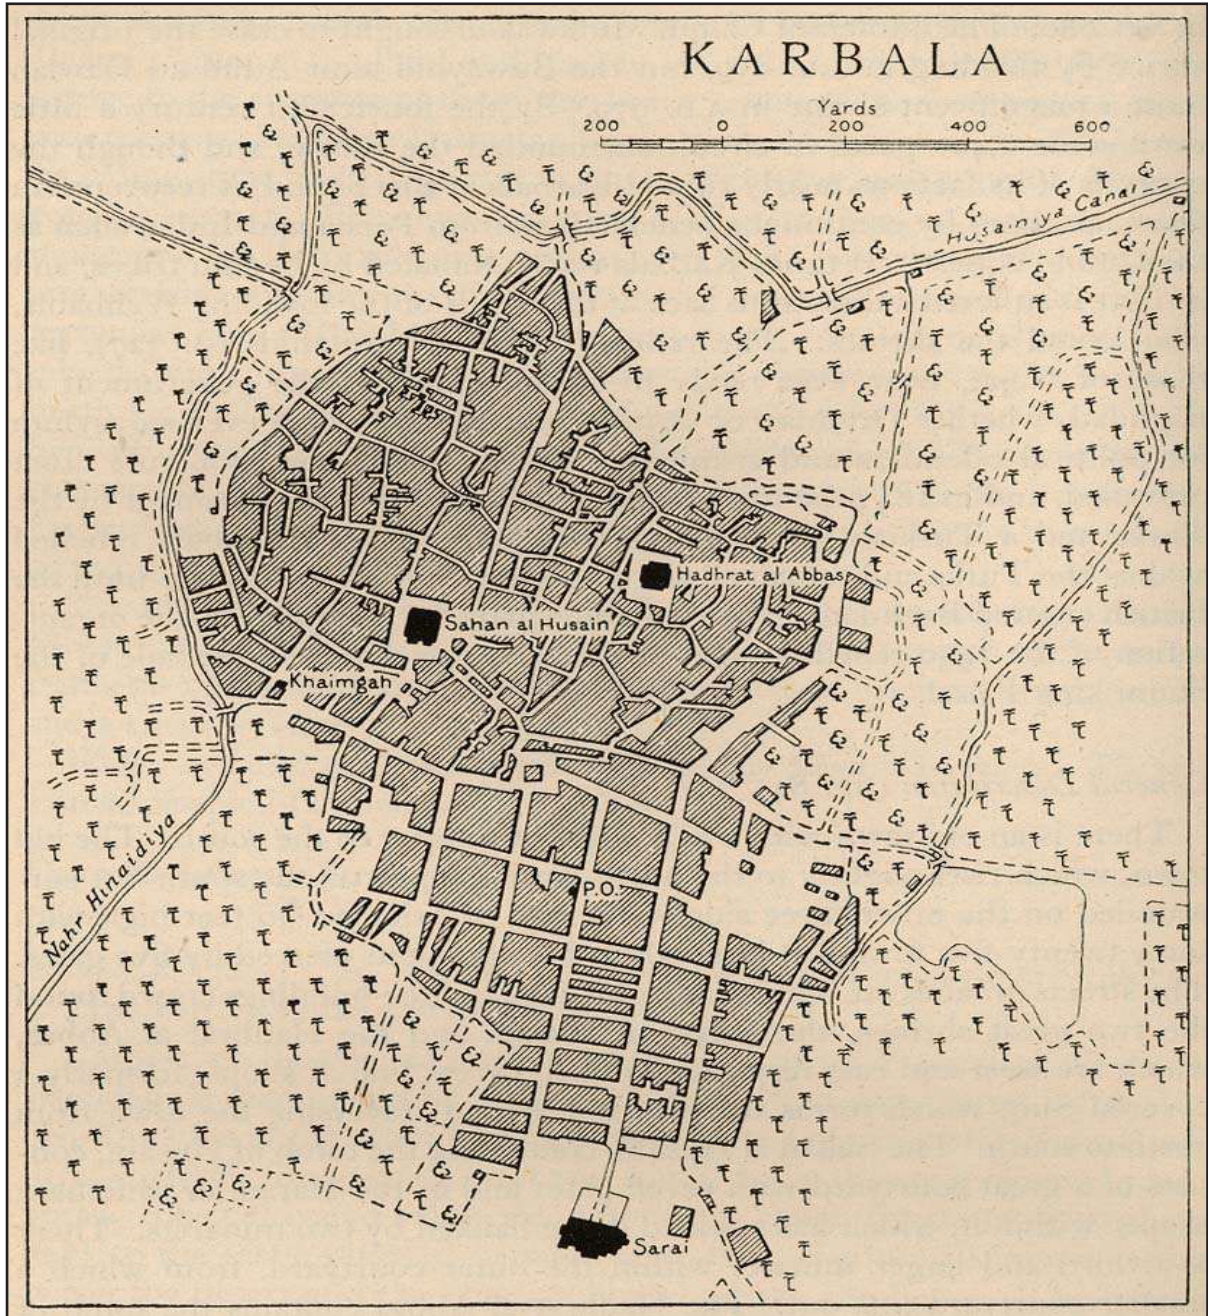 KARBALA
Yards
200 0 200 400 600
Husainiya Canal
Hadhrat al Abbas
Sahan al Husain
Khaimgah
Nahr Hinaidiya
P.O.
Sarai